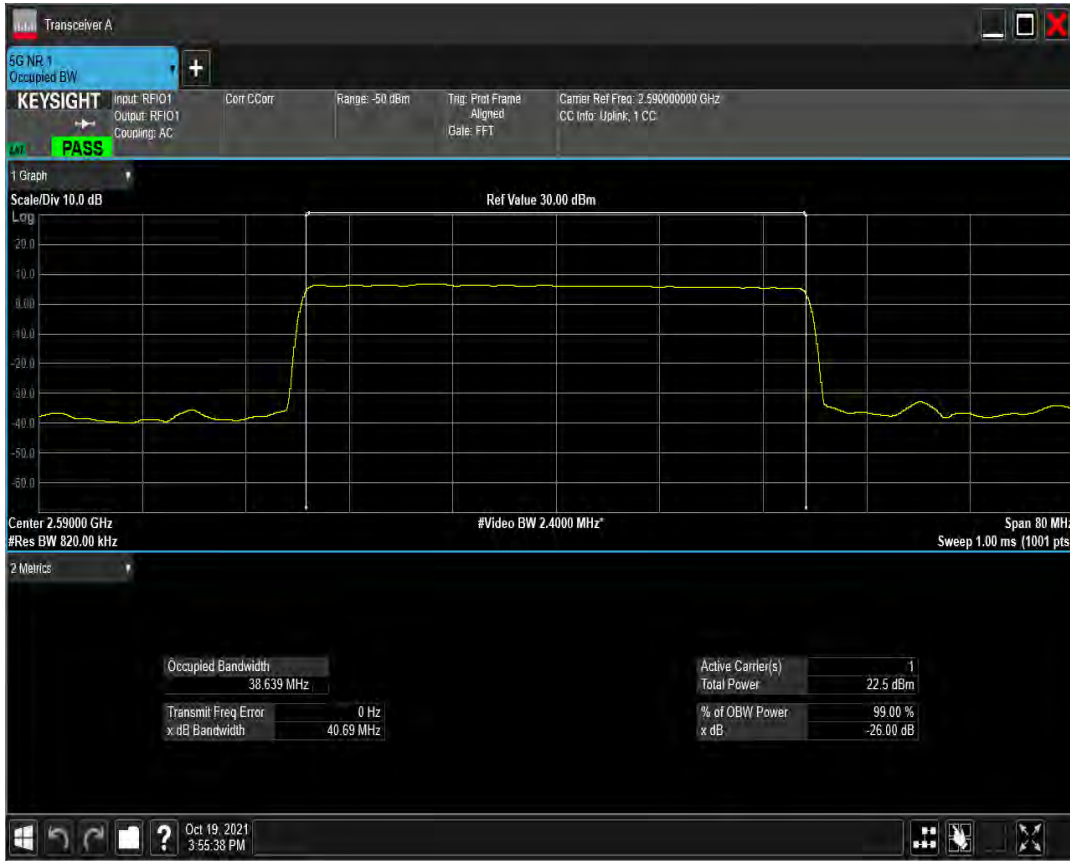 Transceiver A
5G NR 1
Occupied BW
KEYSIGHT
Input: RFIO1
Output: RFIO1
Coupling: AC
Corr CCorr
Range: -50 dBm
Trig: Prot Frame
Aligned
Gate: FFT
Carrier Ref Freq: 2.590000000 GHz
CC Info: Uplink, 1 CC
PASS
1 Graph
Scale/Div 10.0 dB
Ref Value 30.00 dBm
Log
20.0
10.0
0.00
-10.0
-20.0
-30.0
-40.0
-50.0
-60.0
Center 2.59000 GHz
#Video BW 2.4000 MHz*
Span 80 MHz
#Res BW 820.00 kHz
Sweep 1.00 ms (1001 pts
2 Metrics
Occupied Bandwidth
38.639 MHz
Transmit Freq Error 0 Hz
x dB Bandwidth 40.69 MHz
Active Carrier(s) 1
Total Power 22.5 dBm
% of OBW Power 99.00 %
x dB -26.00 dB
?
Oct 19, 2021
3:55:38 PM